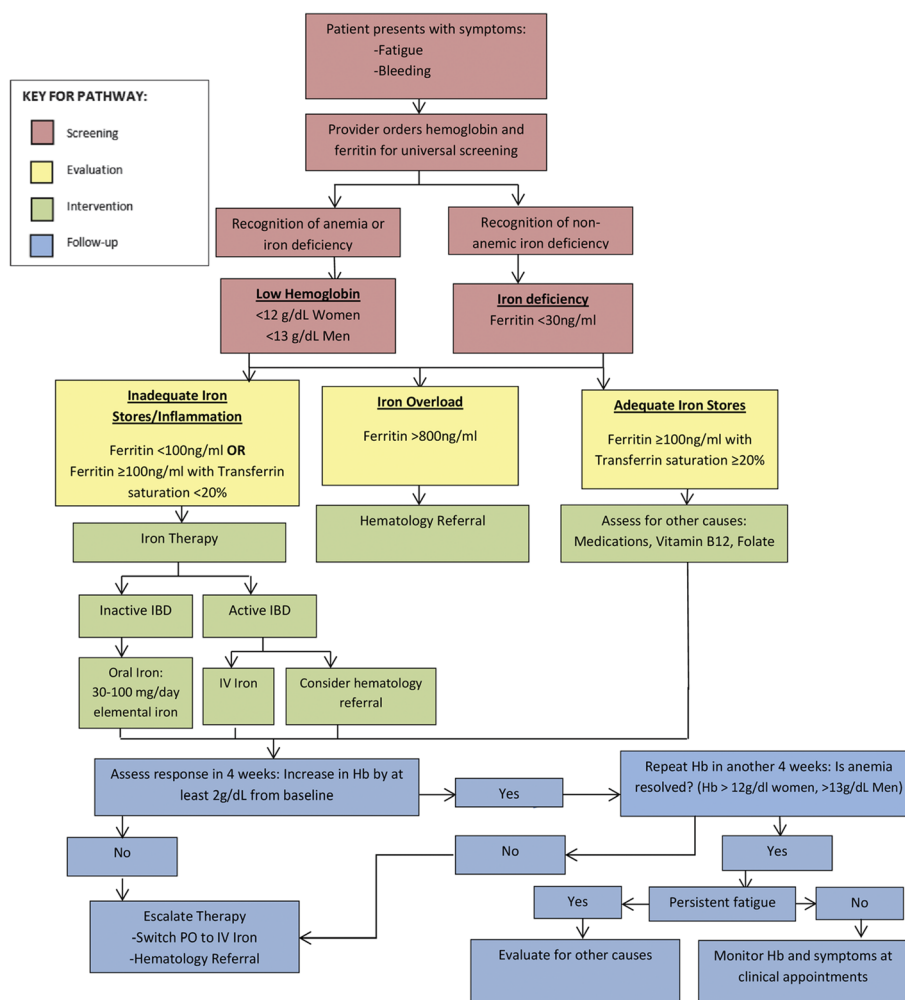 Patient presents with symptoms:
-Fatigue
-Bleeding
KEY FOR PATHWAY:
Screening
Evaluation
Intervention
Follow-up
Provider orders hemoglobin and
ferritin for universal screening
Recognition of anemia or
iron deficiency
Recognition of non-
anemic iron deficiency
Low Hemoglobin
<12 g/dL Women
<13 g/dL Men
Iron deficiency
Ferritin <30ng/ml
Inadequate Iron
Stores/Inflammation
Ferritin <100ng/ml OR
Ferritin ≥100ng/ml with Transferrin
saturation <20%
Iron Overload
Ferritin >800ng/ml
Adequate Iron Stores
Ferritin ≥100ng/ml with
Transferrin saturation ≥20%
Iron Therapy
Hematology Referral
Assess for other causes:
Medications, Vitamin B12, Folate
Inactive IBD
Active IBD
Oral Iron:
30-100 mg/day
elemental iron
IV Iron
Consider hematology
referral
Assess response in 4 weeks: Increase in Hb by at
least 2g/dL from baseline
Yes
Repeat Hb in another 4 weeks: Is anemia
resolved? (Hb > 12g/dl women, >13g/dL Men)
No
No
Yes
Escalate Therapy
-Switch PO to IV Iron
-Hematology Referral
Yes
Persistent fatigue
No
Evaluate for other causes
Monitor Hb and symptoms at
clinical appointments